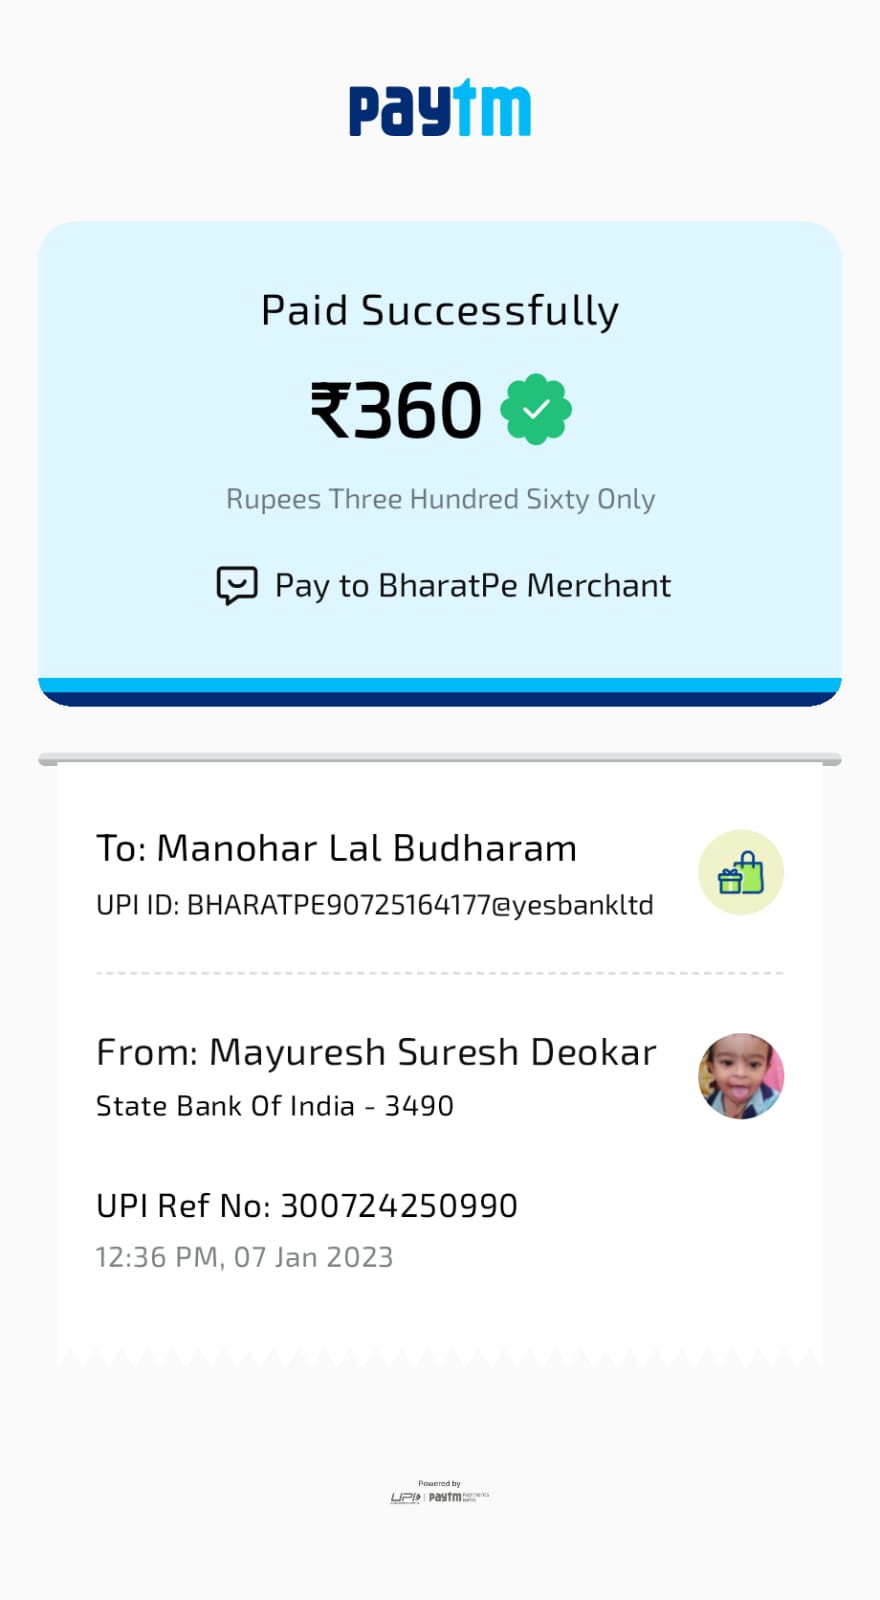 paytm
Paid Successfully
₹360
Rupees Three Hundred Sixty Only
Pay to BharatPe Merchant
To: Manohar Lal Budharam
UPI ID: BHARATPE90725164177@yesbankltd
From: Mayuresh Suresh Deokar
State Bank Of India - 3490
UPI Ref No: 300724250990
12:36 PM, 07 Jan 2023
Powered by
UPI | paytm payments bank